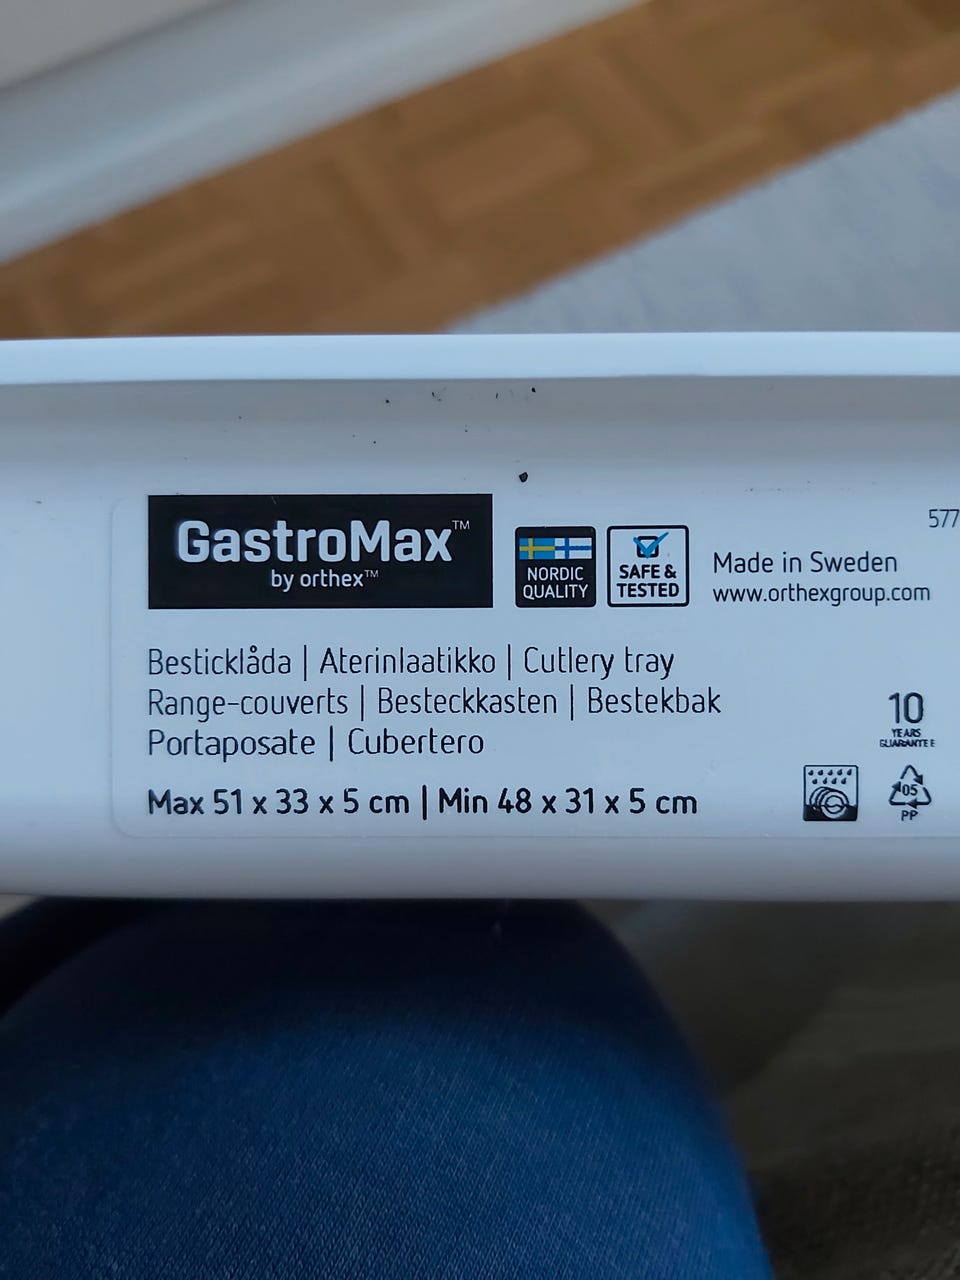 GastroMax™
by orthex™
NORDIC
QUALITY
SAFE &
TESTED
Made in Sweden
www.orthexgroup.com
577
Besticklåda | Aterinlaatikko | Cutlery tray
Range-couverts | Besteckkasten | Bestekbak
Portaposate | Cubertero
Max 51 x 33 x 5 cm | Min 48 x 31 x 5 cm
10
YEARS
GUARANTEE
05
PP